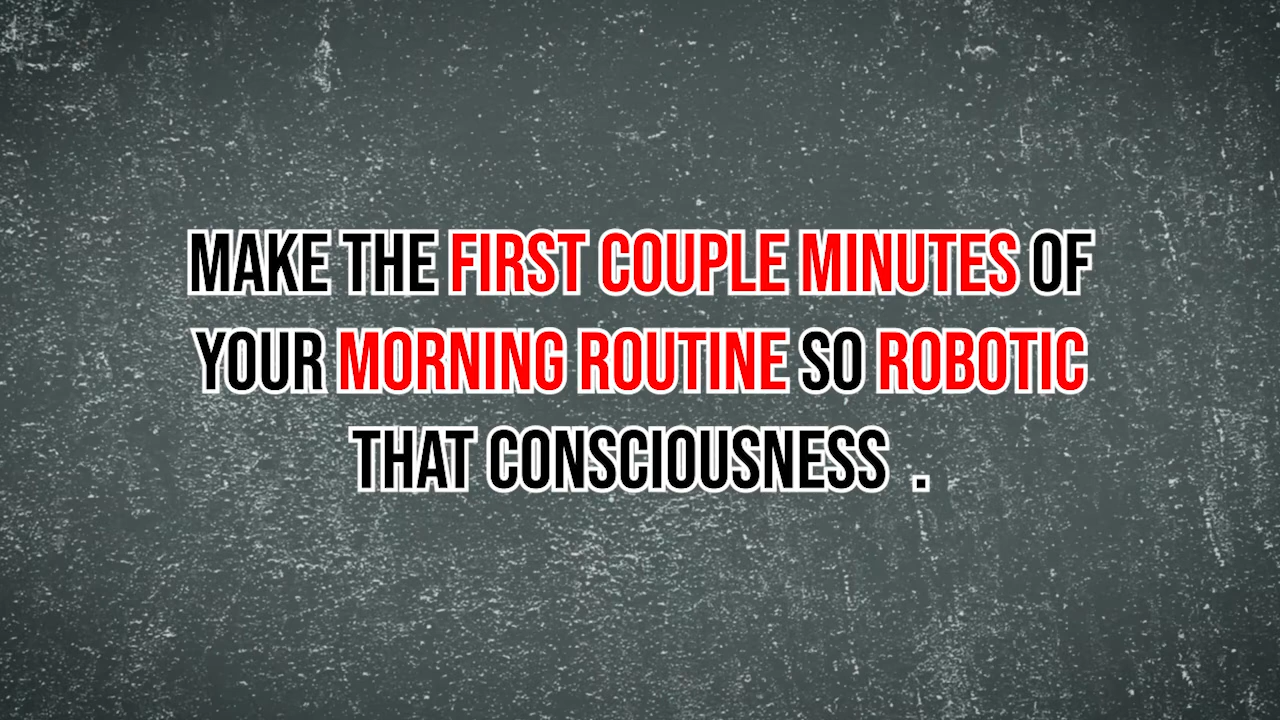 MAKE THE FIRST COUPLE MINUTES OF
YOUR MORNING ROUTINE SO ROBOTIC
THAT CONSCIOUSNESS .